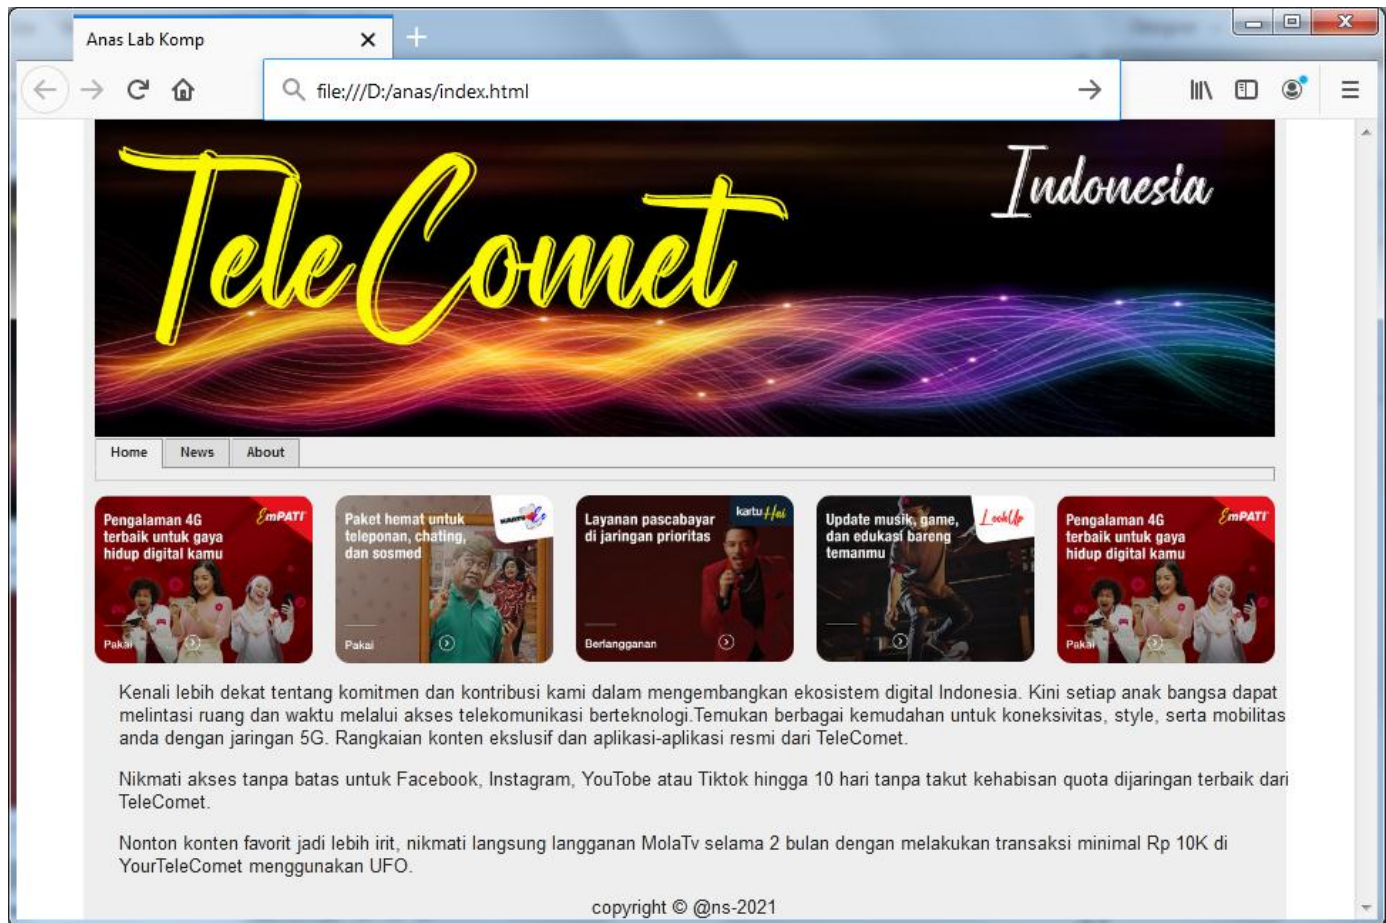 Anas Lab Komp
file:///D:/anas/index.html
TeleComet
Indonesia
Home News About
Pengalaman 4G
terbaik untuk gaya
hidup digital kamu
EmPATI
Pakai
Paket hemat untuk
teleponan, chating,
dan sosmed
Pakai
Layanan pascabayar
di jaringan prioritas
kartu Hai
Berlangganan
Update musik, game,
dan edukasi bareng
temanmu
LookUp
Pengalaman 4G
terbaik untuk gaya
hidup digital kamu
EmPATI
Pakai
Kenali lebih dekat tentang komitmen dan kontribusi kami dalam mengembangkan ekosistem digital Indonesia. Kini setiap anak bangsa dapat
melintasi ruang dan waktu melalui akses telekomunikasi berteknologi.Temukan berbagai kemudahan untuk koneksivitas, style, serta mobilitas
anda dengan jaringan 5G. Rangkaian konten ekslusif dan aplikasi-aplikasi resmi dari TeleComet.
Nikmati akses tanpa batas untuk Facebook, Instagram, YouTobe atau Tiktok hingga 10 hari tanpa takut kehabisan quota dijaringan terbaik dari
TeleComet.
Nonton konten favorit jadi lebih irit, nikmati langsung langganan MolaTv selama 2 bulan dengan melakukan transaksi minimal Rp 10K di
YourTeleComet menggunakan UFO.
copyright © @ns-2021